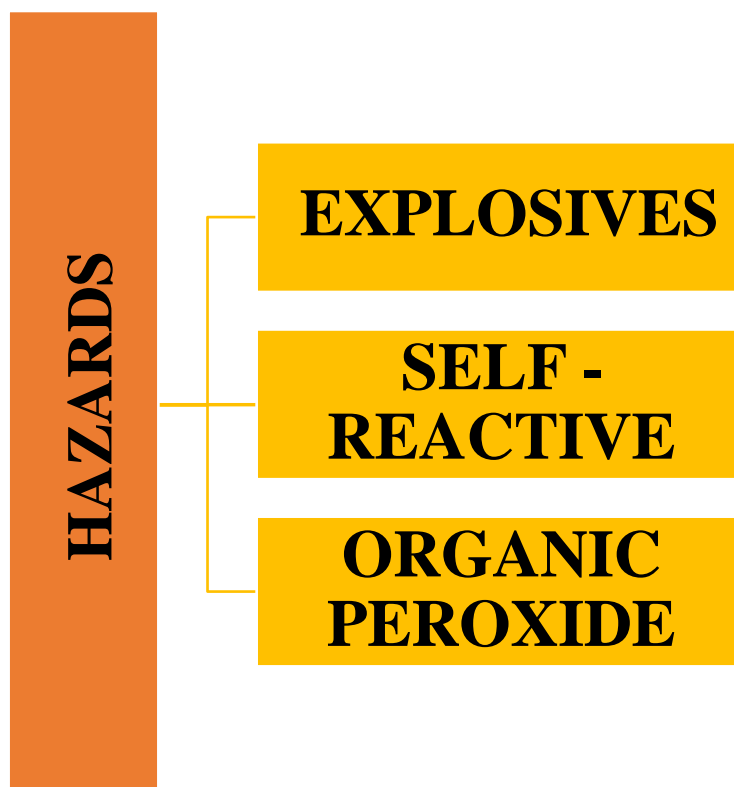 HAZARDS
EXPLOSIVES
SELF -
REACTIVE
ORGANIC
PEROXIDE